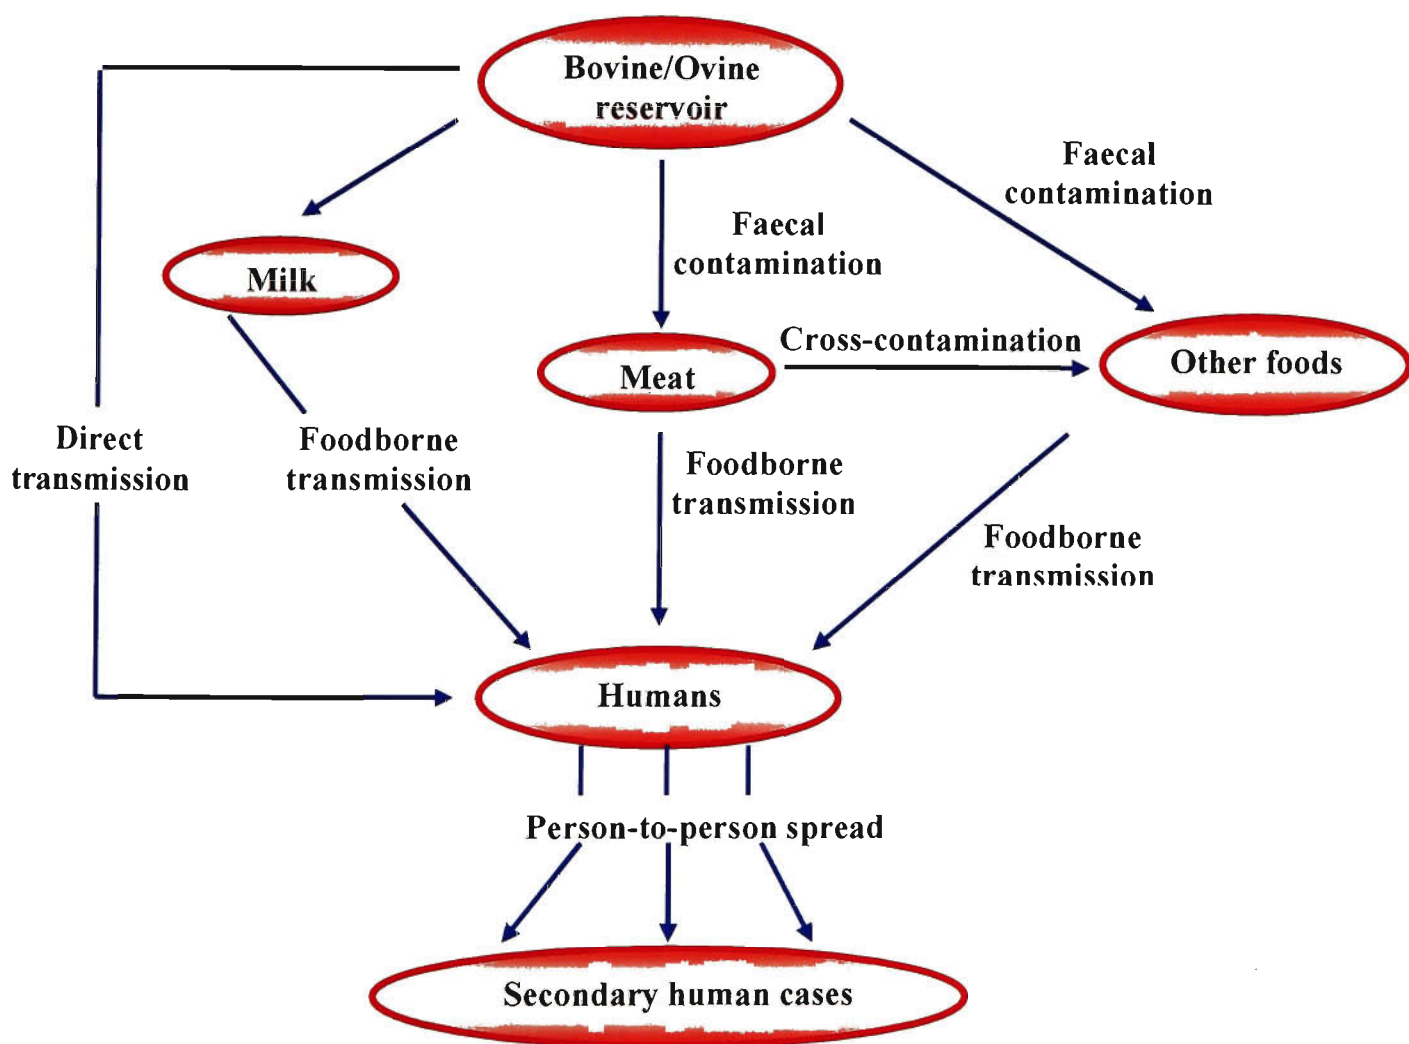 Bovine/Ovine
reservoir
Faecal
contamination
Faecal
contamination
Milk
Cross-contamination
Meat
Other foods
Direct
transmission
Foodborne
transmission
Foodborne
transmission
Foodborne
transmission
Humans
Person-to-person spread
Secondary human cases